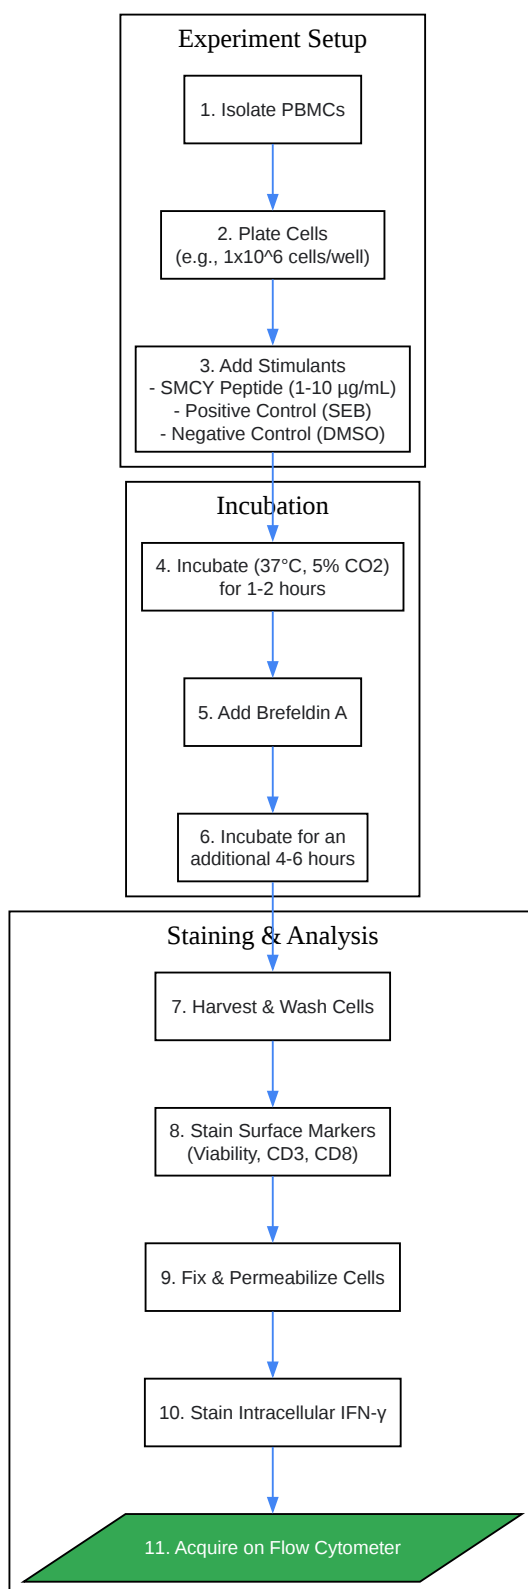 Experiment Setup
1. Isolate PBMCs
2. Plate Cells
(e.g., 1x10^6 cells/well)
3. Add Stimulants
- SMCY Peptide (1-10 µg/mL)
- Positive Control (SEB)
- Negative Control (DMSO)
Incubation
4. Incubate (37°C, 5% CO2)
for 1-2 hours
5. Add Brefeldin A
6. Incubate for an
additional 4-6 hours
Staining & Analysis
7. Harvest & Wash Cells
8. Stain Surface Markers
(Viability, CD3, CD8)
9. Fix & Permeabilize Cells
10. Stain Intracellular IFN-γ
11. Acquire on Flow Cytometer